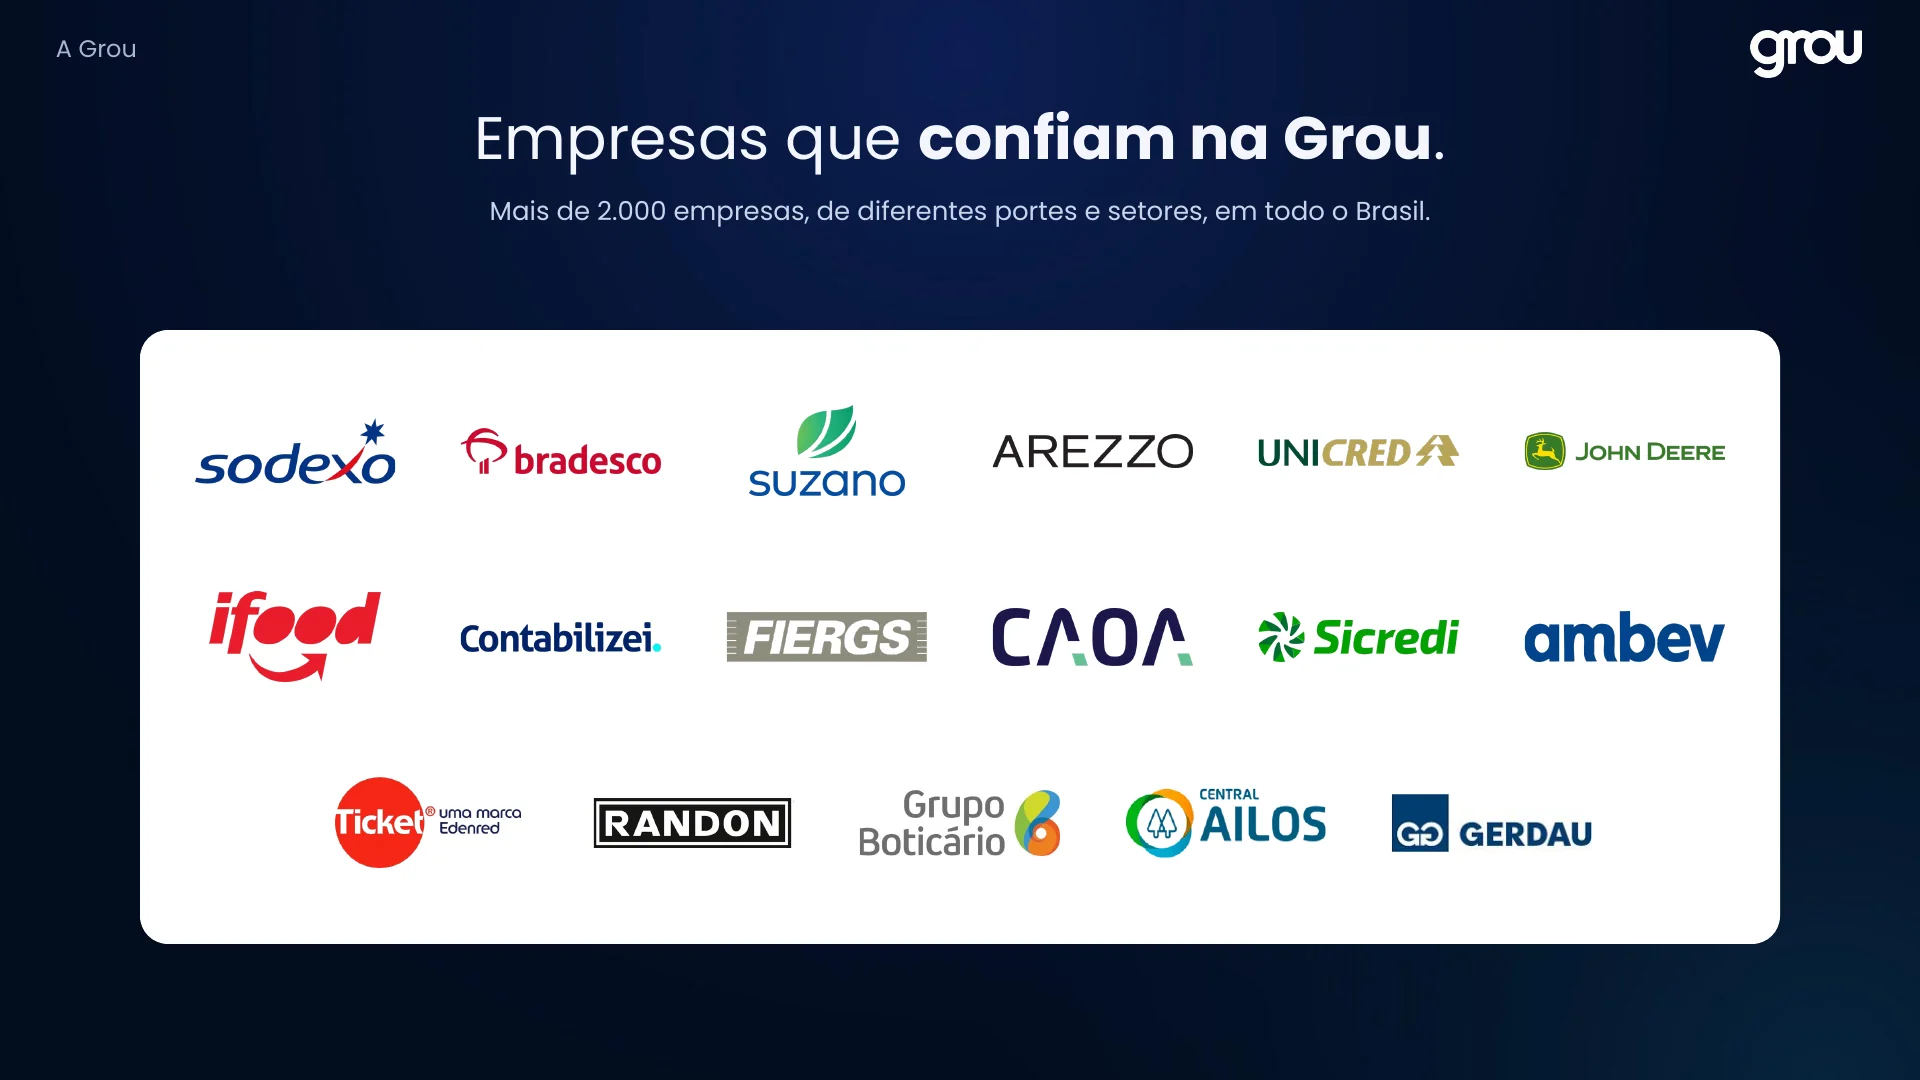 A Grou
grou
Empresas que confiam na Grou.
Mais de 2.000 empresas, de diferentes portes e setores, em todo o Brasil.
sodexo
bradesco
suzano
AREZZO
UNICRED
JOHN DEERE
ifood
Contabilizei.
FIERGS
CAOA
Sicredi
ambev
Ticket® uma marca
Edenred
RANDON
Grupo
Boticário
CENTRAL
AILOS
GERDAU